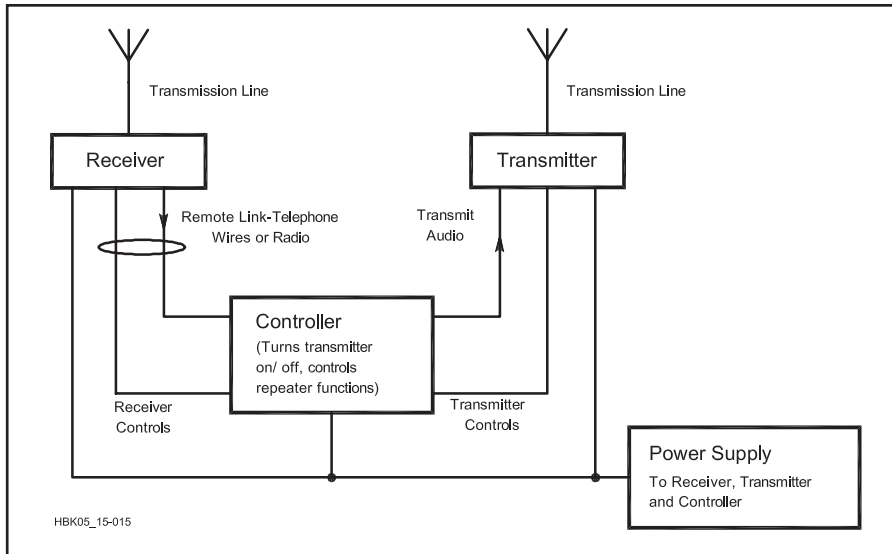 Transmission Line
Transmission Line
Receiver
Transmitter
Remote Link-Telephone
Wires or Radio
Transmit
Audio
Controller
(Turns transmitter
on/ off, controls
repeater functions)
Receiver
Controls
Transmitter
Controls
Power Supply
To Receiver, Transmitter
and Controller
HBK05_15-015